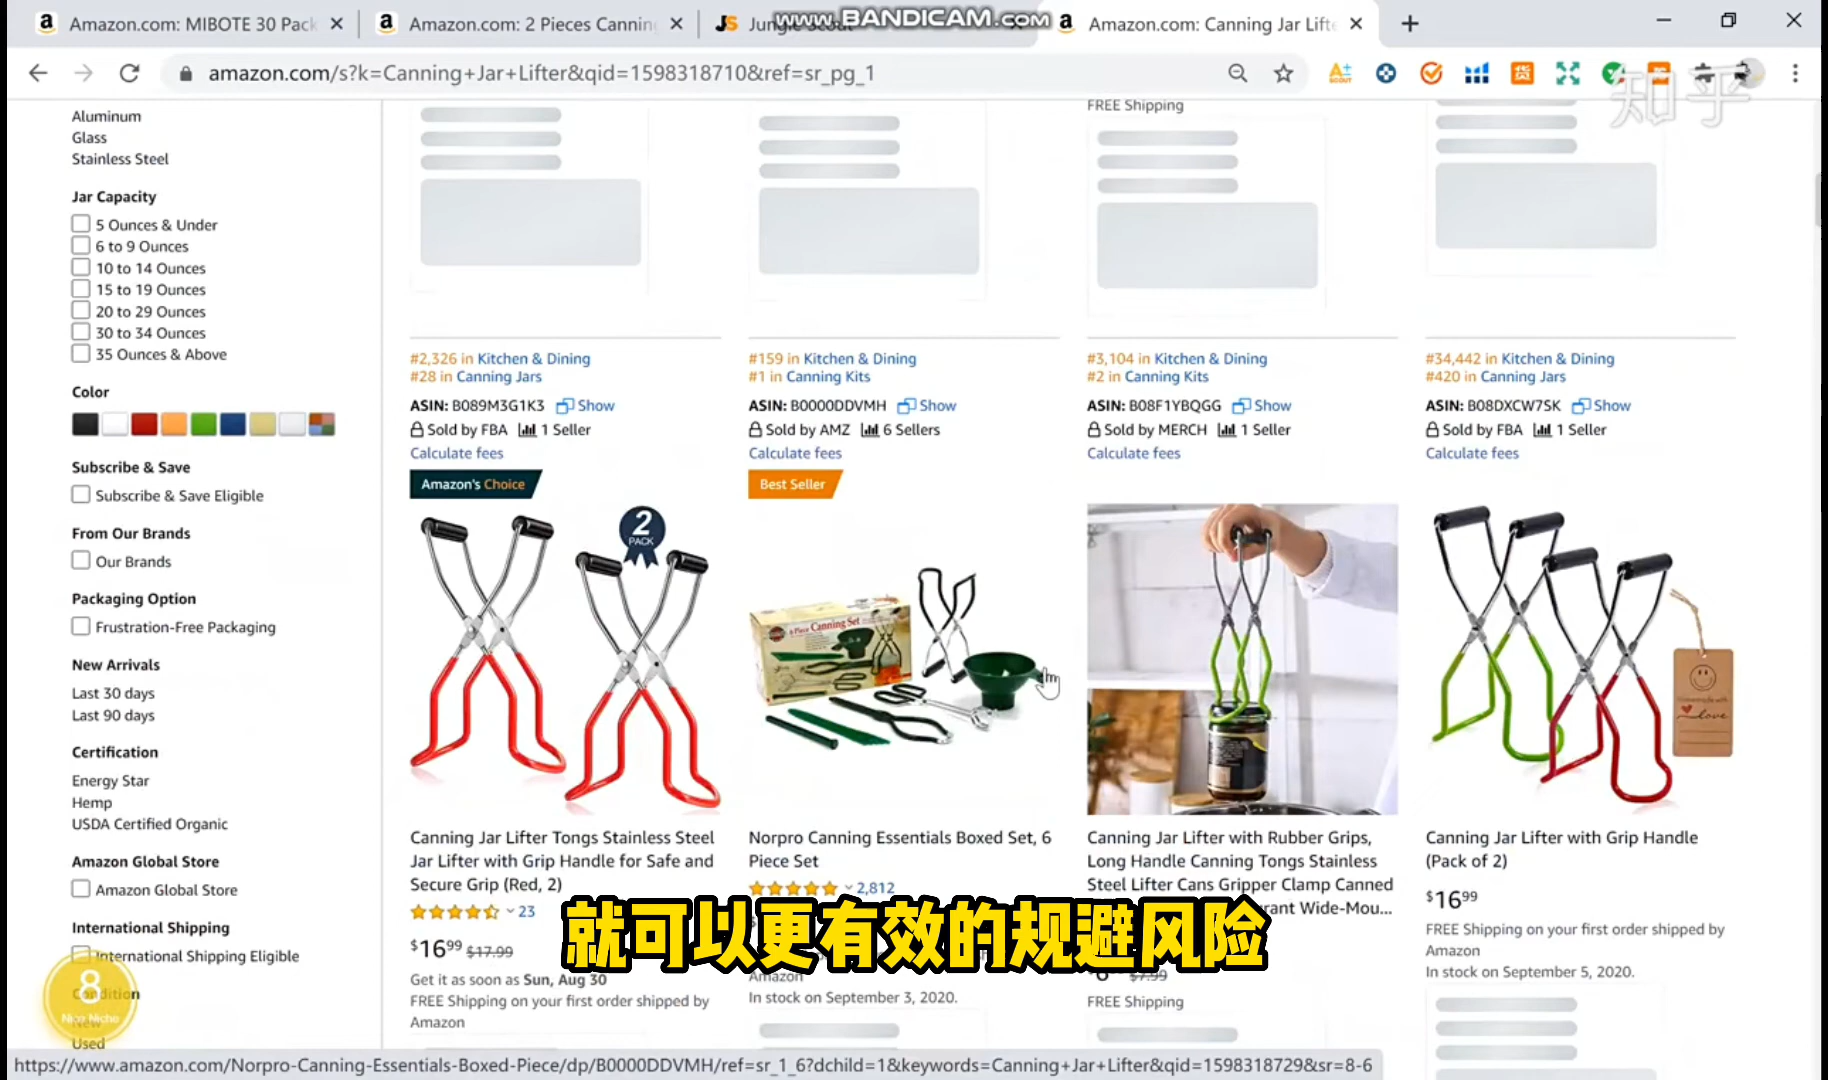 Amazon.com: MIBOTE 30 Pack
Amazon.com: 2 Pieces Canning
www.BANDICAM.com
Amazon.com: Canning Jar Lifte
amazon.com/s?k=Canning+Jar+Lifter&qid=1598318710&ref=sr_pg_1
知乎
Aluminum
Glass
Stainless Steel
Jar Capacity
5 Ounces & Under
6 to 9 Ounces
10 to 14 Ounces
15 to 19 Ounces
20 to 29 Ounces
30 to 34 Ounces
35 Ounces & Above
Color
Subscribe & Save
Subscribe & Save Eligible
From Our Brands
Our Brands
Packaging Option
Frustration-Free Packaging
New Arrivals
Last 30 days
Last 90 days
Certification
Energy Star
Hemp
USDA Certified Organic
Amazon Global Store
Amazon Global Store
International Shipping
International Shipping Eligible
Condition
New
Used
8
Nice Niche
#2,326 in Kitchen & Dining
#28 in Canning Jars
ASIN: B089M3G1K3 Show
Sold by FBA 1 Seller
Calculate fees
Amazon's Choice
2
PACK
Canning Jar Lifter Tongs Stainless Steel
Jar Lifter with Grip Handle for Safe and
Secure Grip (Red, 2)
23
$16.99 $17.99
Get it as soon as Sun, Aug 30
FREE Shipping on your first order shipped by
Amazon
#159 in Kitchen & Dining
#1 in Canning Kits
ASIN: B0000DDVMH Show
Sold by AMZ 6 Sellers
Calculate fees
Best Seller
Canning Set
Norpro Canning Essentials Boxed Set, 6
Piece Set
2,812
Amazon
In stock on September 3, 2020.
FREE Shipping
#3,104 in Kitchen & Dining
#2 in Canning Kits
ASIN: B08F1YBQGG Show
Sold by MERCH 1 Seller
Calculate fees
Canning Jar Lifter with Rubber Grips,
Long Handle Canning Tongs Stainless
Steel Lifter Cans Gripper Clamp Canned
rant Wide-Mou...
$7.99
FREE Shipping
#34,442 in Kitchen & Dining
#420 in Canning Jars
ASIN: B08DXCW7SK Show
Sold by FBA 1 Seller
Calculate fees
love
Canning Jar Lifter with Grip Handle
(Pack of 2)
$16.99
FREE Shipping on your first order shipped by
Amazon
In stock on September 5, 2020.
就可以更有效的规避风险
https://www.amazon.com/Norpro-Canning-Essentials-Boxed-Piece/dp/B0000DDVMH/ref=sr_1_6?dchild=1&keywords=Canning+Jar+Lifter&qid=1598318729&sr=8-6